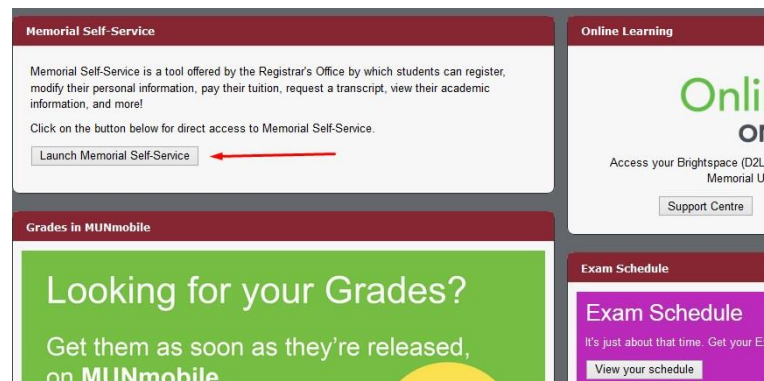 Memorial Self-Service
Memorial Self-Service is a tool offered by the Registrar's Office by which students can register,
modify their personal information, pay their tuition, request a transcript, view their academic
information, and more!
Click on the button below for direct access to Memorial Self-Service.
Launch Memorial Self-Service
Grades in MUNmobile
Looking for your Grades?
Get them as soon as they're released,
on MUNmobile
Online Learning
Onli
Access your Brightspace (D2L
Memorial U
Support Centre
Exam Schedule
Exam Schedule
It's just about that time. Get your E
View your schedule